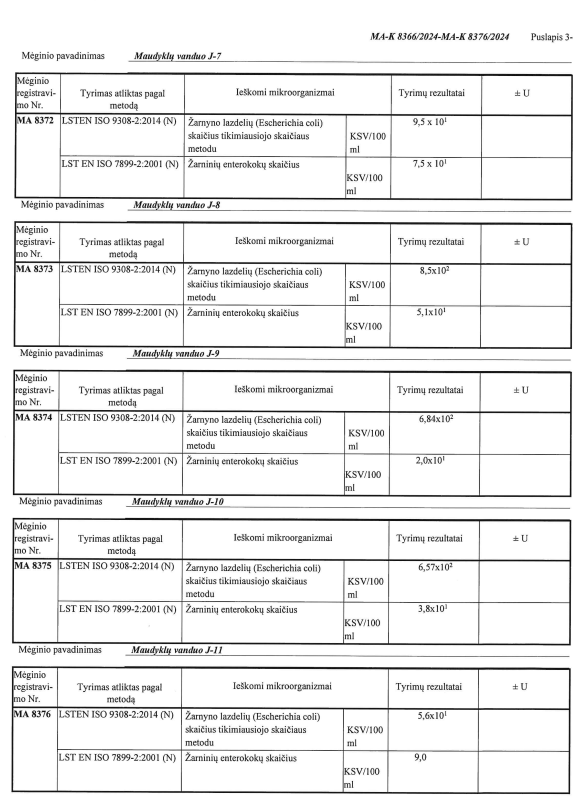 MA-K 8366/2024-MA-K 8376/2024 Puslapis 3-
Mėginio pavadinimas Maudyklų vanduo J-7
Mėginio registravi-mo Nr. Tyrimas atliktas pagal metodą Ieškomi mikroorganizmai Tyrimų rezultatai ± U
MA 8372 LSTEN ISO 9308-2:2014 (N) Žarnyno lazdelių (Escherichia coli) 9,5 x 10¹
skaičius tikimiausiojo skaičiaus KSV/100
metodu ml
LST EN ISO 7899-2:2001 (N) Žarninių enterokokų skaičius 7,5 x 10¹
KSV/100
ml
Mėginio pavadinimas Maudyklų vanduo J-8
Mėginio registravi-mo Nr. Tyrimas atliktas pagal metodą Ieškomi mikroorganizmai Tyrimų rezultatai ± U
MA 8373 LSTEN ISO 9308-2:2014 (N) Žarnyno lazdelių (Escherichia coli) 8,5x10²
skaičius tikimiausiojo skaičiaus KSV/100
metodu ml
LST EN ISO 7899-2:2001 (N) Žarninių enterokokų skaičius 5,1x10¹
KSV/100
ml
Mėginio pavadinimas Maudyklų vanduo J-9
Mėginio registravi-mo Nr. Tyrimas atliktas pagal metodą Ieškomi mikroorganizmai Tyrimų rezultatai ± U
MA 8374 LSTEN ISO 9308-2:2014 (N) Žarnyno lazdelių (Escherichia coli) 6,84x10²
skaičius tikimiausiojo skaičiaus KSV/100
metodu ml
LST EN ISO 7899-2:2001 (N) Žarninių enterokokų skaičius 2,0x10¹
KSV/100
ml
Mėginio pavadinimas Maudyklų vanduo J-10
Mėginio registravi-mo Nr. Tyrimas atliktas pagal metodą Ieškomi mikroorganizmai Tyrimų rezultatai ± U
MA 8375 LSTEN ISO 9308-2:2014 (N) Žarnyno lazdelių (Escherichia coli) 6,57x10²
skaičius tikimiausiojo skaičiaus KSV/100
metodu ml
LST EN ISO 7899-2:2001 (N) Žarninių enterokokų skaičius 3,8x10¹
KSV/100
ml
Mėginio pavadinimas Maudyklų vanduo J-11
Mėginio registravi-mo Nr. Tyrimas atliktas pagal metodą Ieškomi mikroorganizmai Tyrimų rezultatai ± U
MA 8376 LSTEN ISO 9308-2:2014 (N) Žarnyno lazdelių (Escherichia coli) 5,6x10¹
skaičius tikimiausiojo skaičiaus KSV/100
metodu ml
LST EN ISO 7899-2:2001 (N) Žarninių enterokokų skaičius 9,0
KSV/100
ml